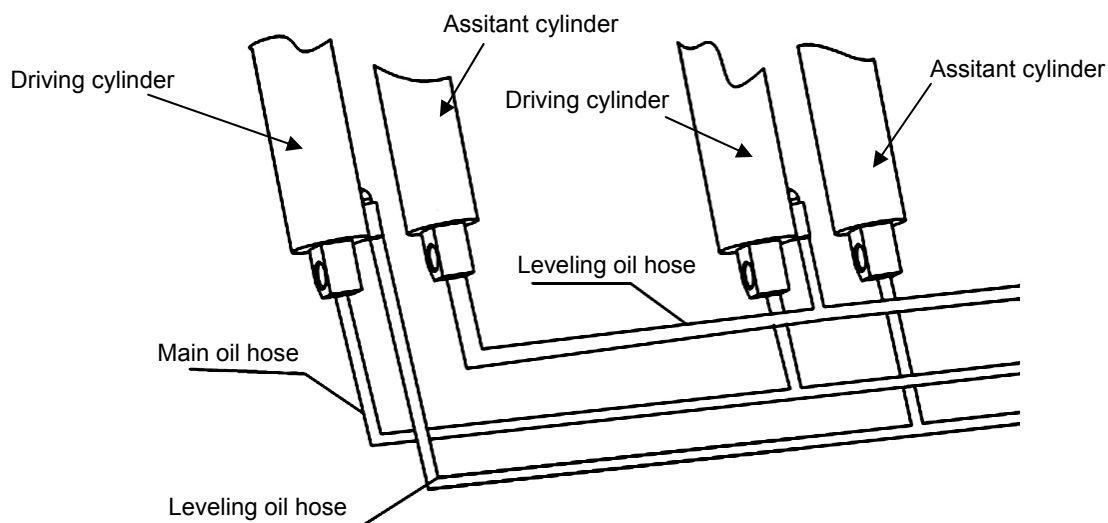 Assitant cylinder
Driving cylinder
Driving cylinder
Assitant cylinder
Leveling oil hose
Main oil hose
Leveling oil hose